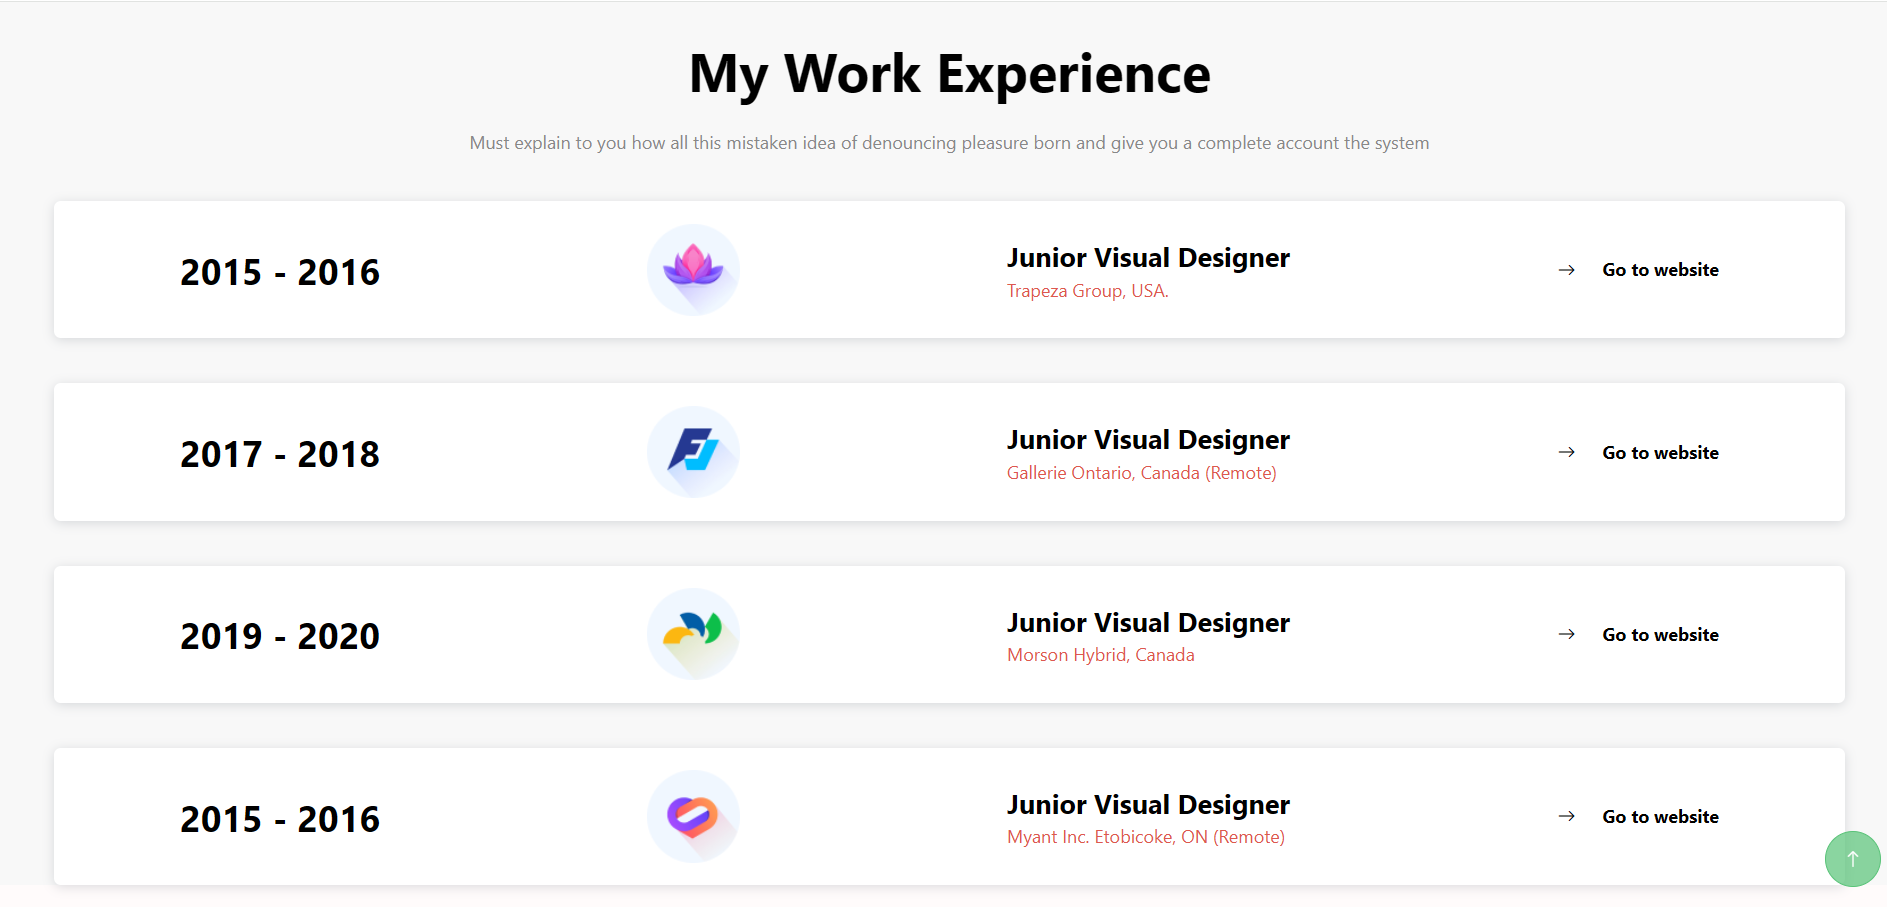 My Work Experience
Must explain to you how all this mistaken idea of denouncing pleasure born and give you a complete account the system
2015 - 2016
Junior Visual Designer
Trapeza Group, USA.
Go to website
2017 - 2018
Junior Visual Designer
Gallerie Ontario, Canada (Remote)
Go to website
2019 - 2020
Junior Visual Designer
Morson Hybrid, Canada
Go to website
2015 - 2016
Junior Visual Designer
Myant Inc. Etobicoke, ON (Remote)
Go to website